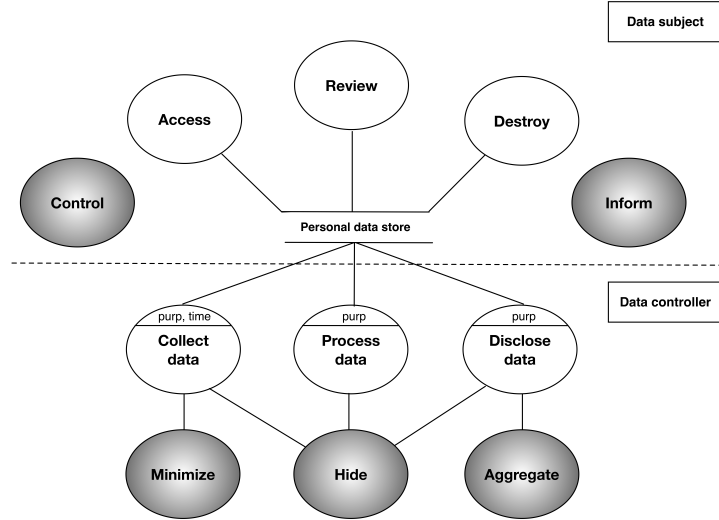 Data subject
Review
Access
Destroy
Control
Inform
Personal data store
Data controller
purp, time
purp
purp
Collect
data
Process
data
Disclose
data
Minimize
Hide
Aggregate